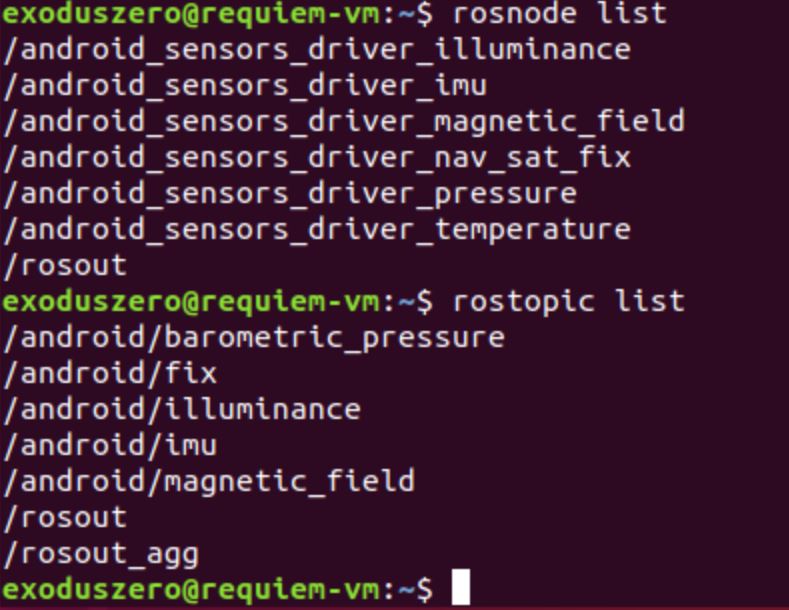 exoduszero@requiem-vm:~$ rosnode list
/android_sensors_driver_illuminance
/android_sensors_driver_imu
/android_sensors_driver_magnetic_field
/android_sensors_driver_nav_sat_fix
/android_sensors_driver_pressure
/android_sensors_driver_temperature
/rosout
exoduszero@requiem-vm:~$ rostopic list
/android/barometric_pressure
/android/fix
/android/illuminance
/android/imu
/android/magnetic_field
/rosout
/rosout_agg
exoduszero@requiem-vm:~$